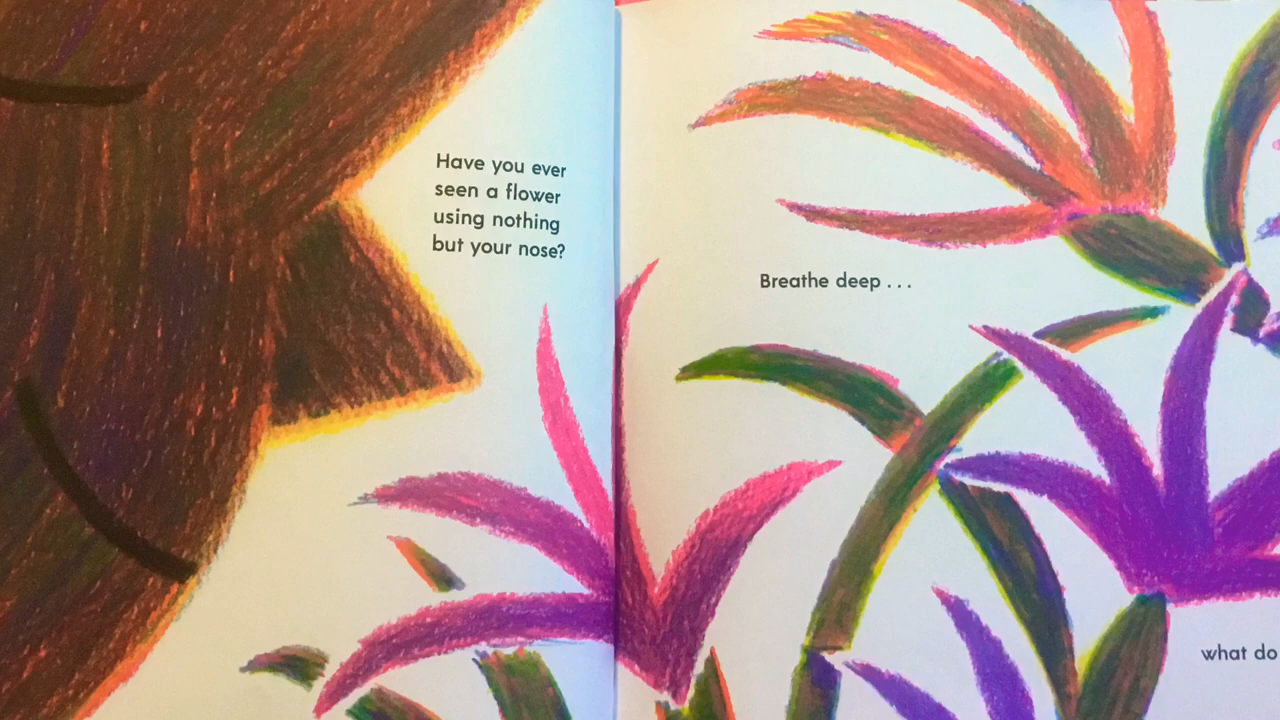 Have you ever
seen a flower
using nothing
but your nose?
Breathe deep . . .
what do